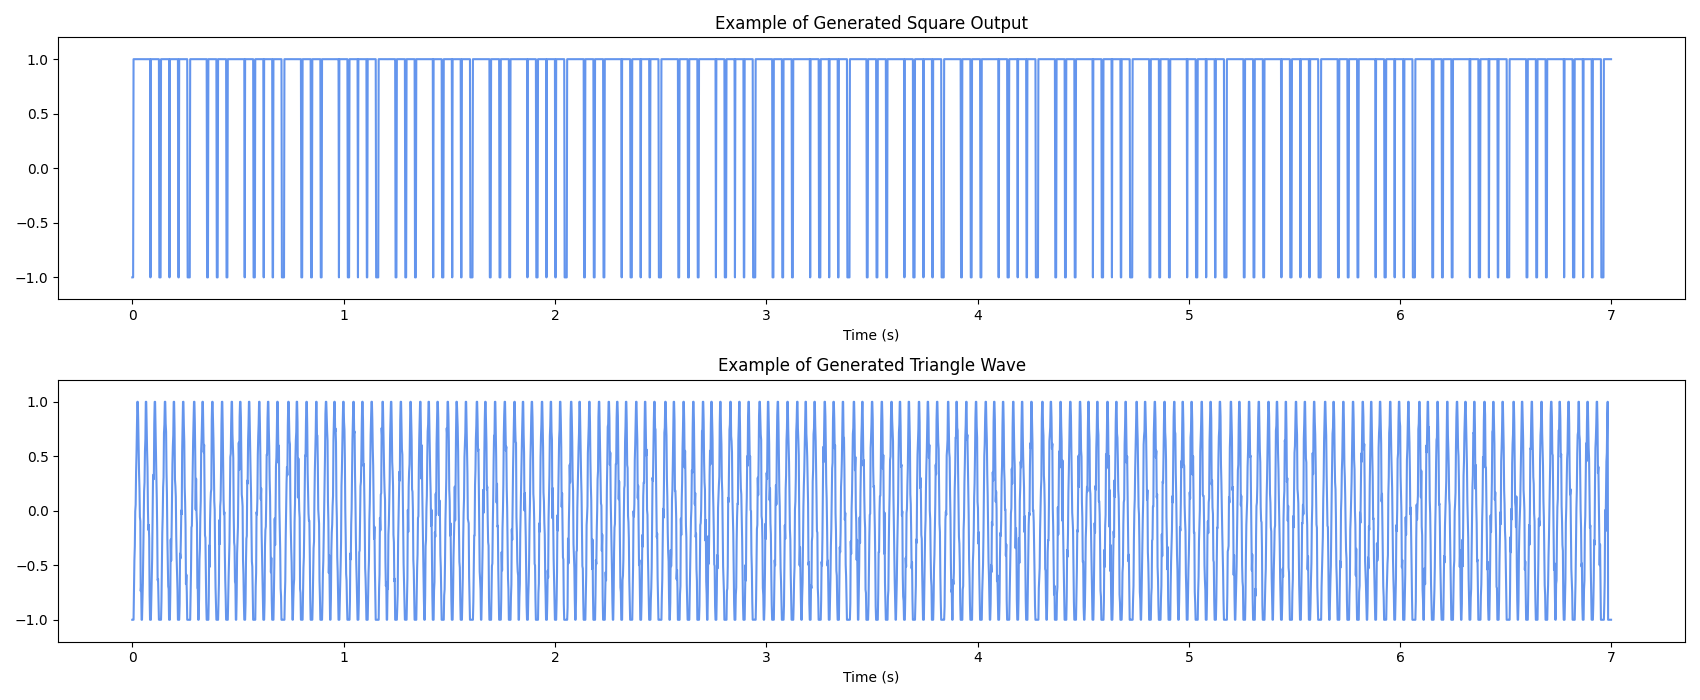 Example of Generated Square Output
1.0
0.5
0.0
−0.5
−1.0
0 1 2 3 4 5 6 7
Time (s)
Example of Generated Triangle Wave
1.0
0.5
0.0
−0.5
−1.0
0 1 2 3 4 5 6 7
Time (s)